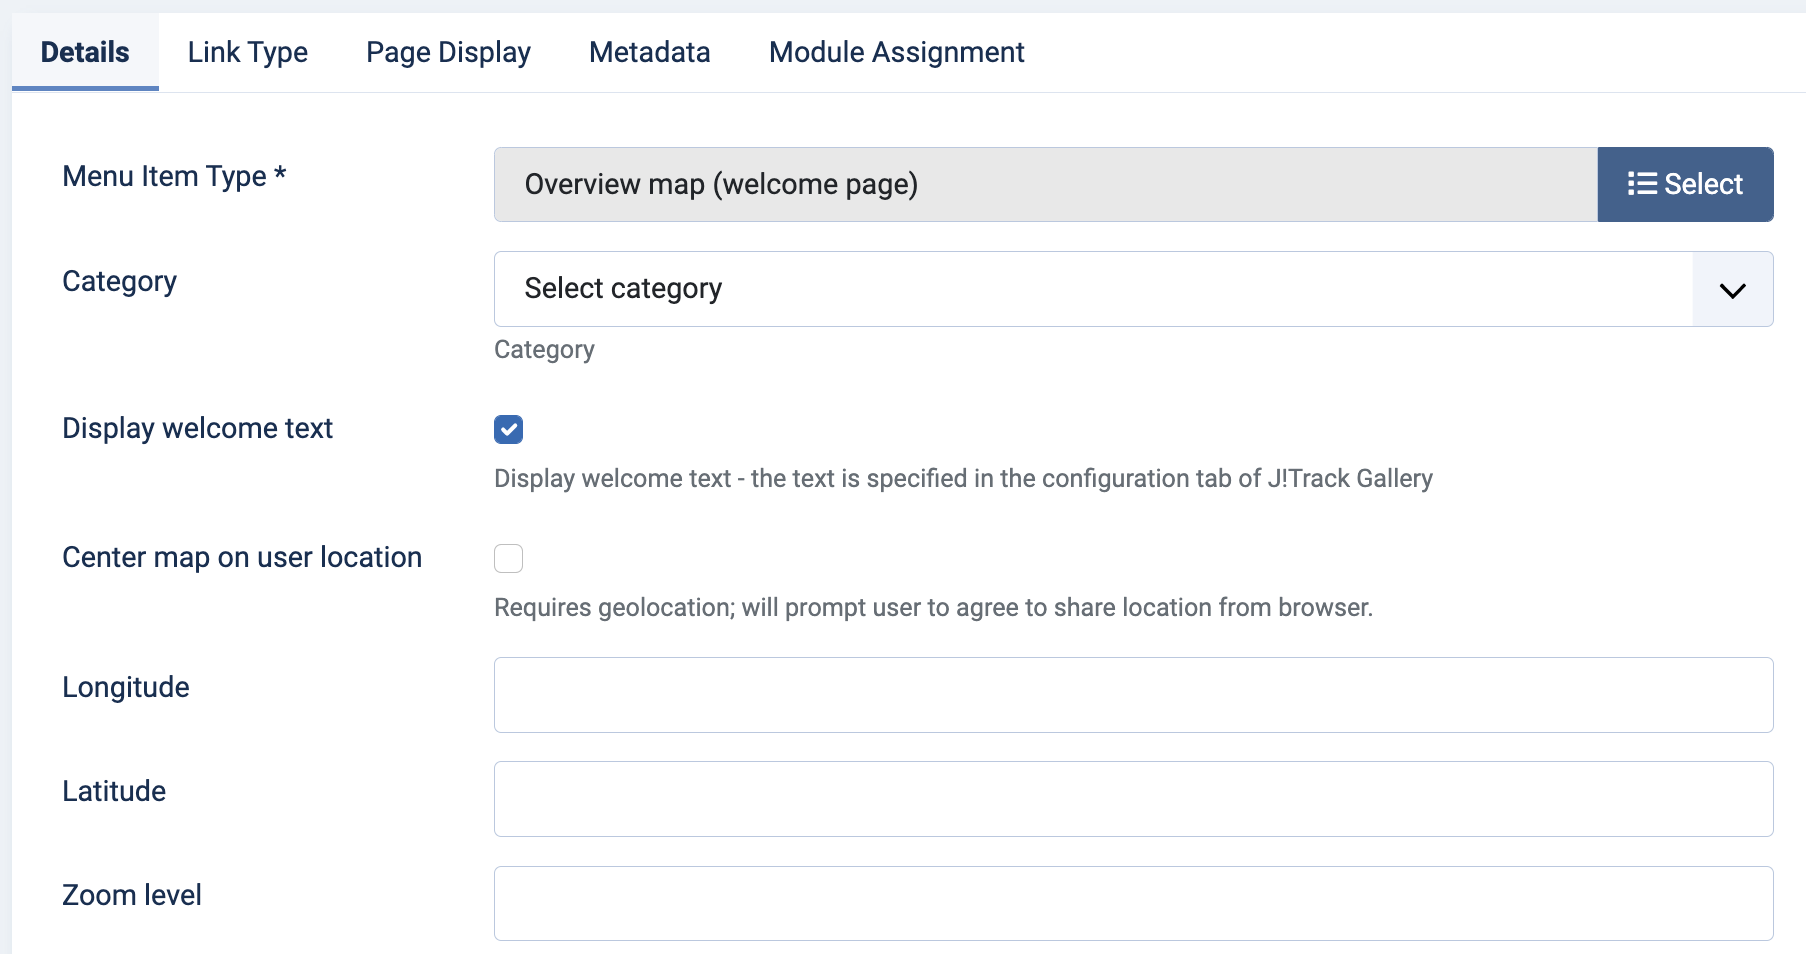 Details Link Type Page Display Metadata Module Assignment
Menu Item Type * Overview map (welcome page) Select
Category Select category
Category
Display welcome text
Display welcome text - the text is specified in the configuration tab of J!Track Gallery
Center map on user location
Requires geolocation; will prompt user to agree to share location from browser.
Longitude
Latitude
Zoom level